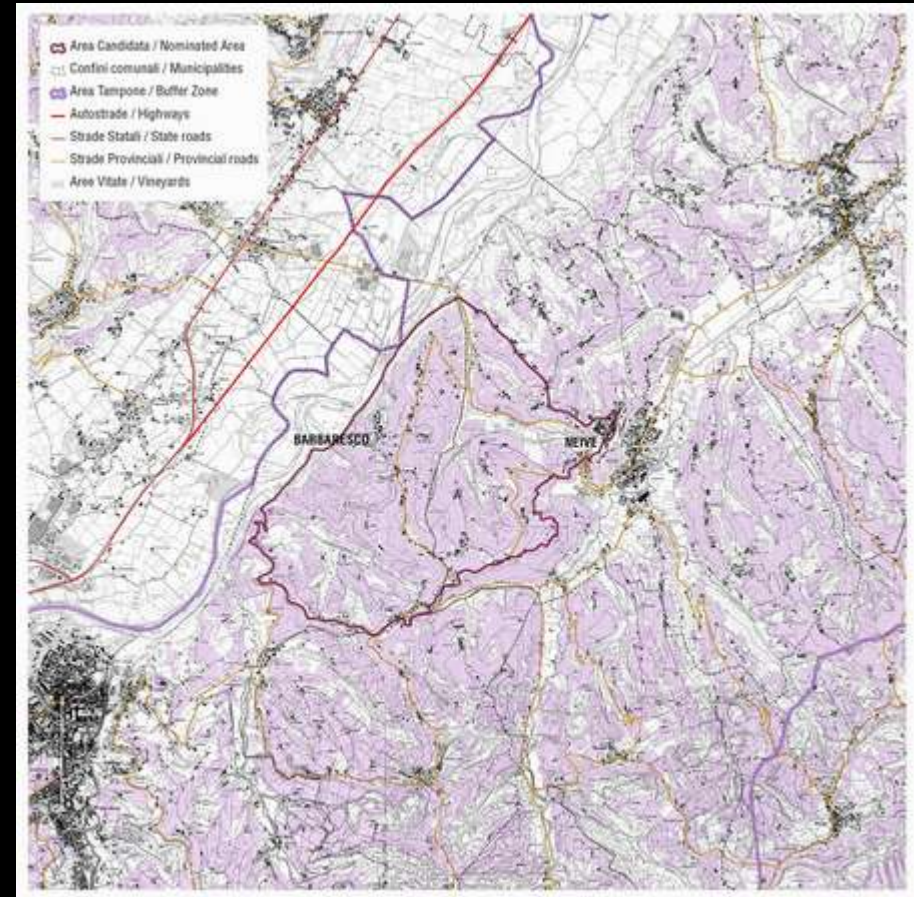 Area Candidata / Nominated Area
Confini comunali / Municipalities
Area Tampone / Buffer Zone
Autostrade / Highways
Strade Statali / State roads
Strade Provinciali / Provincial roads
Aree Vitate / Vineyards
BARBARESCO
NEIVE